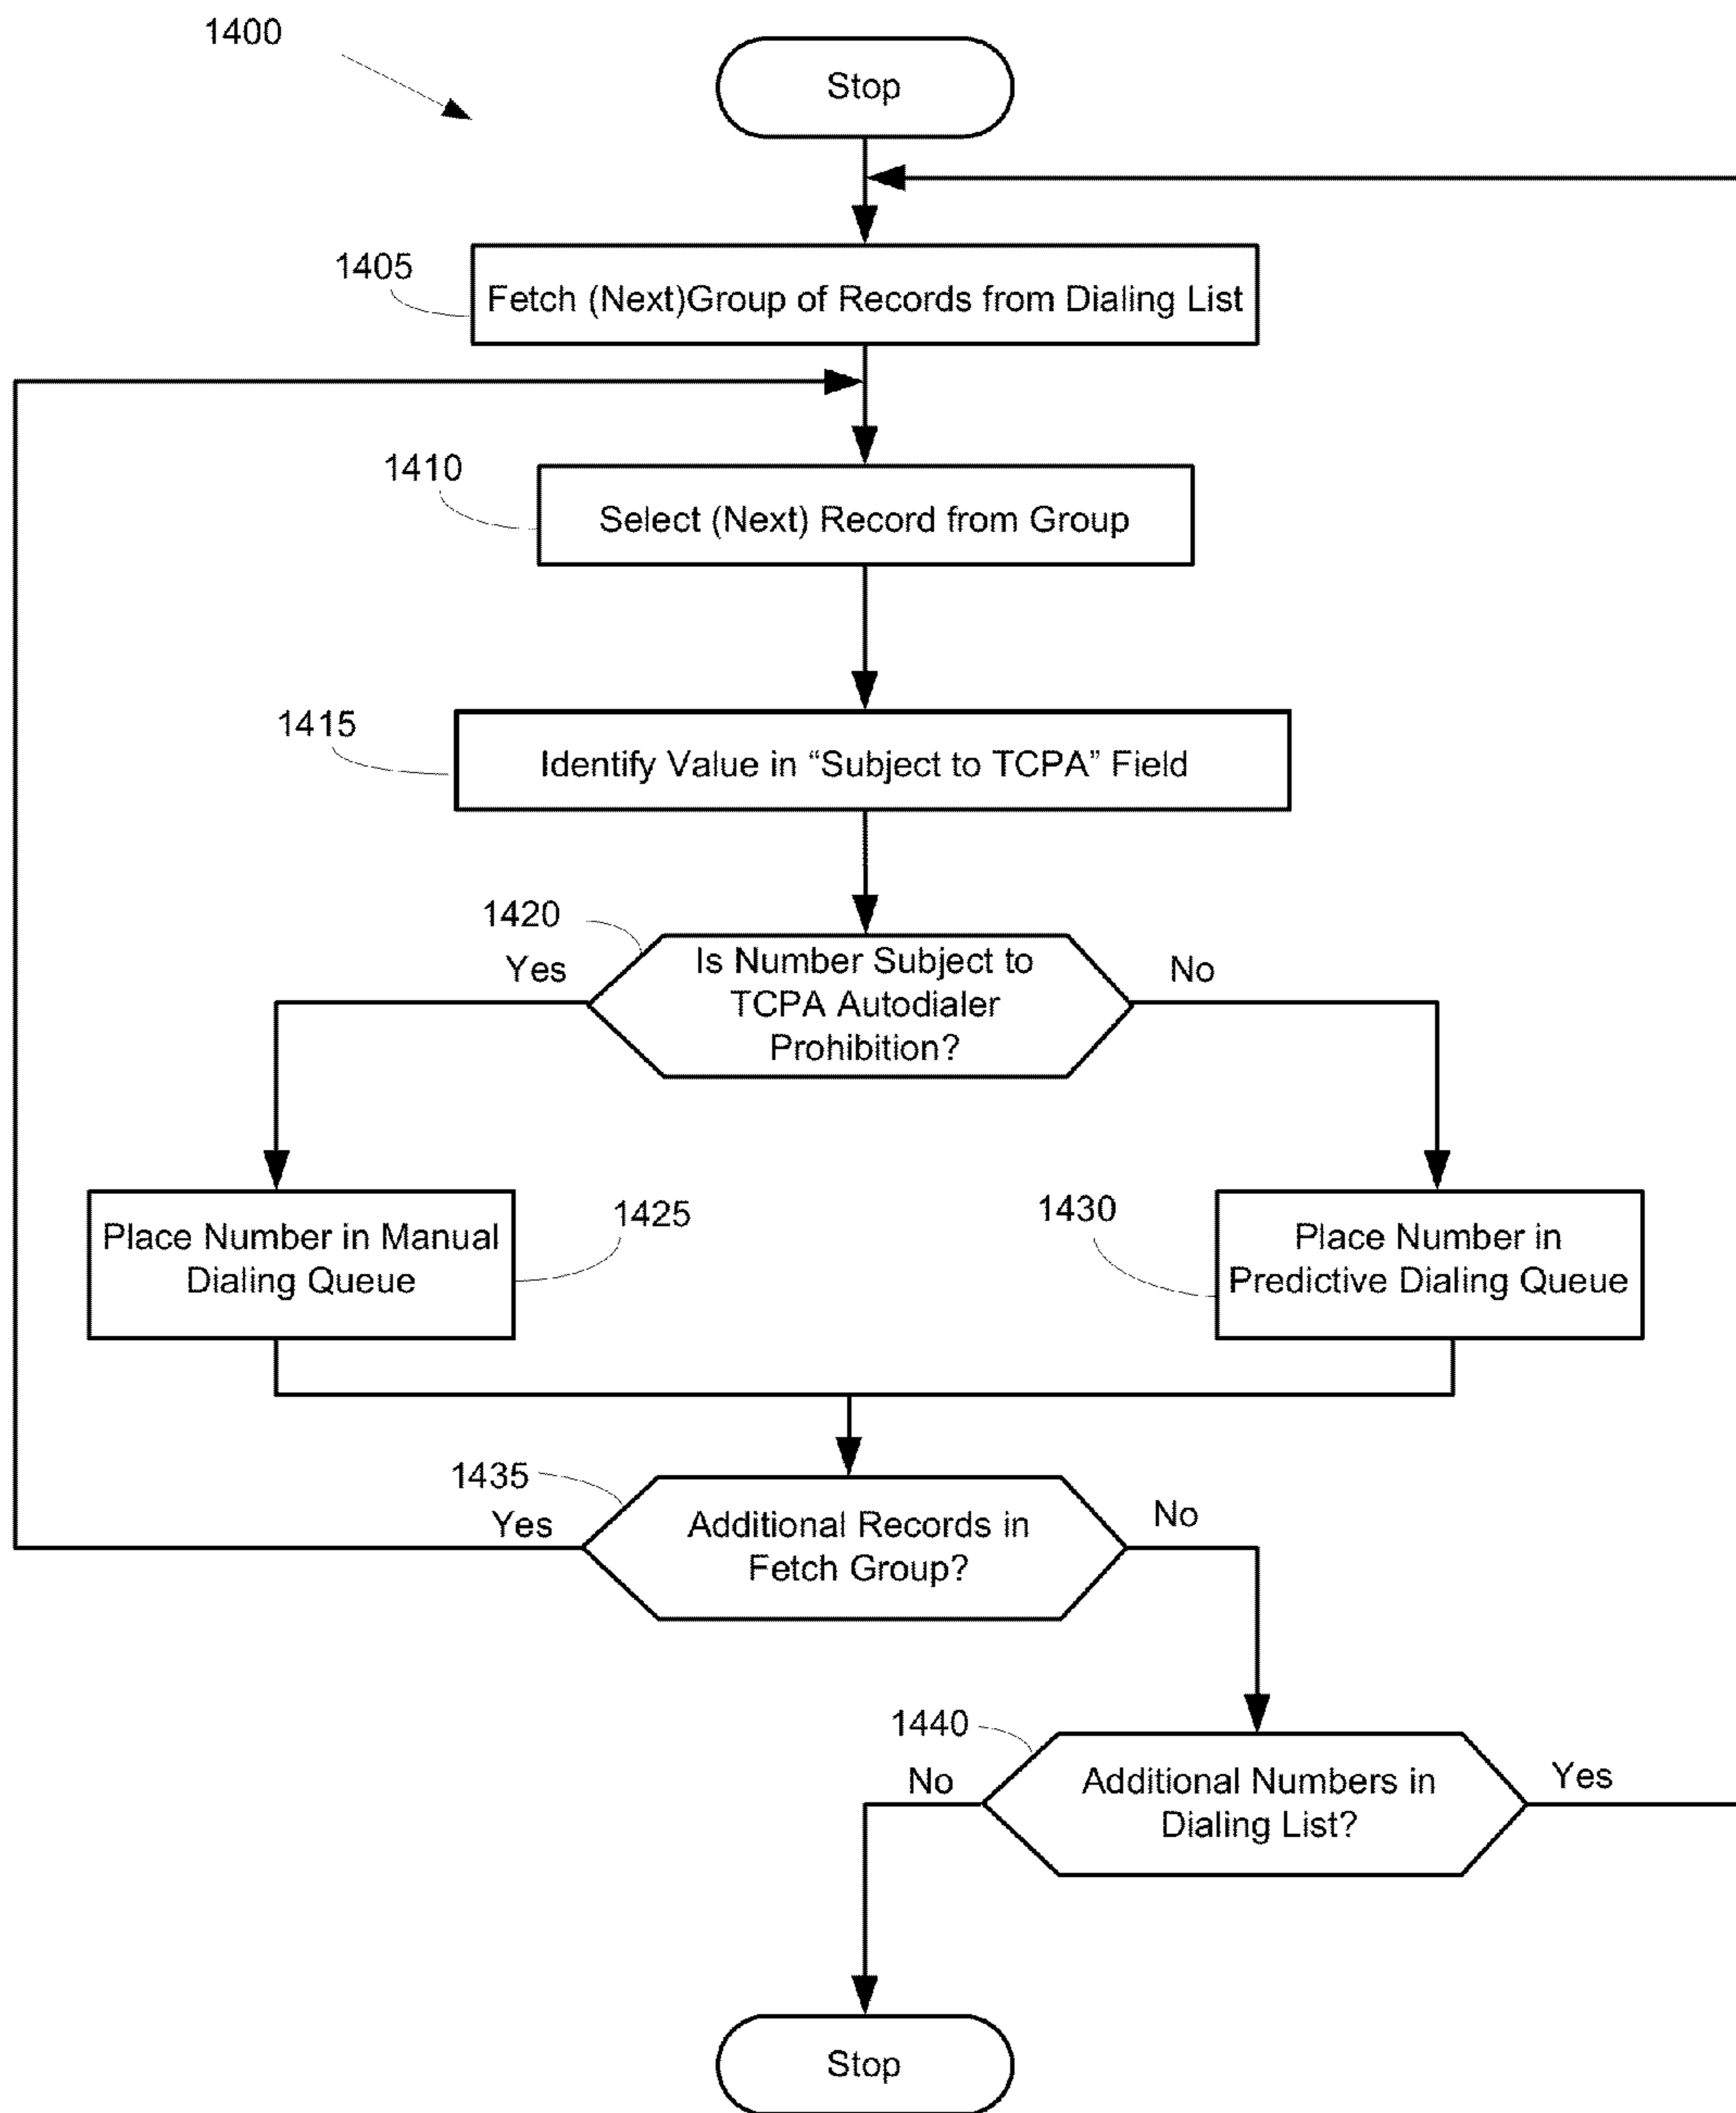 1400
Stop
1405
Fetch (Next)Group of Records from Dialing List
1410
Select (Next) Record from Group
1415
Identify Value in “Subject to TCPA” Field
1420
Yes
Is Number Subject to
TCPA Autodialer
Prohibition?
No
Place Number in Manual
Dialing Queue
1425
1430
Place Number in
Predictive Dialing Queue
1435
Yes
Additional Records in
Fetch Group?
No
1440
No
Additional Numbers in
Dialing List?
Yes
Stop